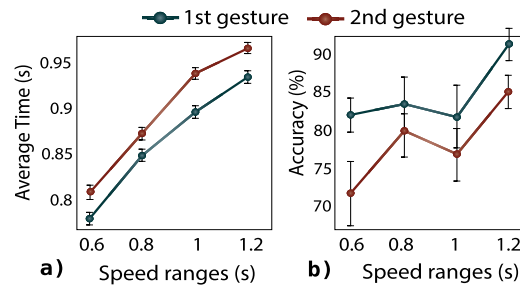 1st gesture 2nd gesture
Average Time (s)
0.95
0.9
0.85
0.8
0.6 0.8 1 1.2
a) Speed ranges (s)
Accuracy (%)
90
85
80
75
70
0.6 0.8 1 1.2
b) Speed ranges (s)